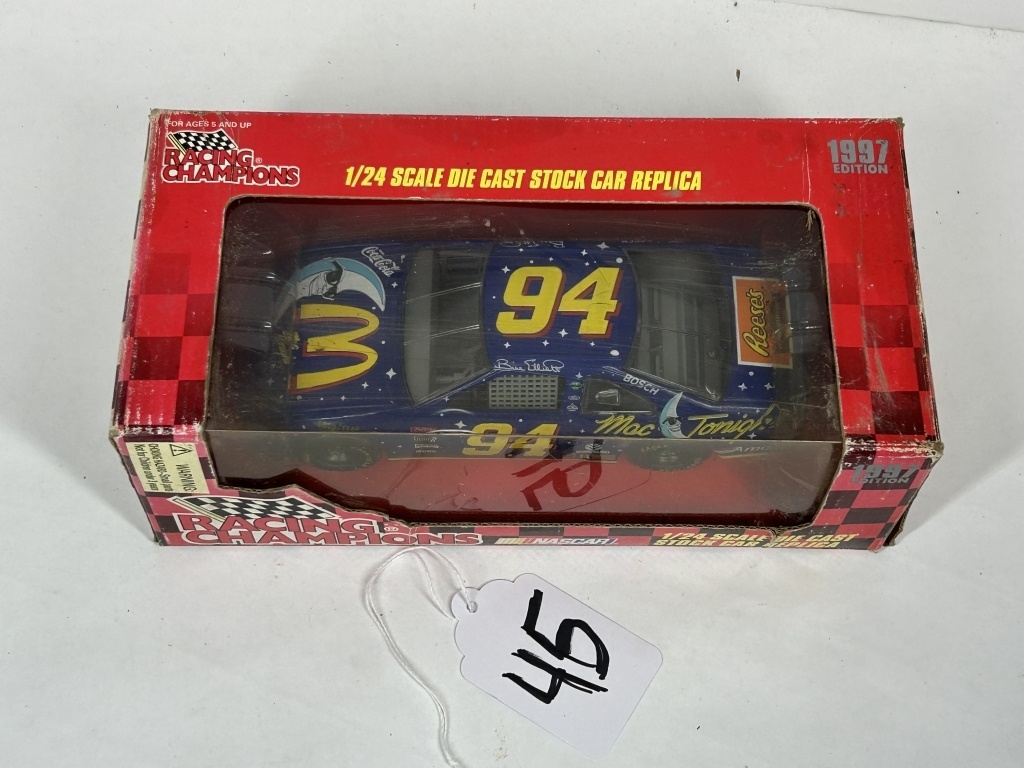 FOR AGES 5 AND UP
RACING
CHAMPIONS
1/24 SCALE DIE CAST STOCK CAR REPLICA
1997
EDITION
Coca-Cola
94
Reese's
Bill Elliott
BOSCH
Mac Tonight
94
WARNING
1997
EDITION
RACING
CHAMPIONS
NASCAR
1/24 SCALE DIE CAST
STOCK CAR REPLICA
45